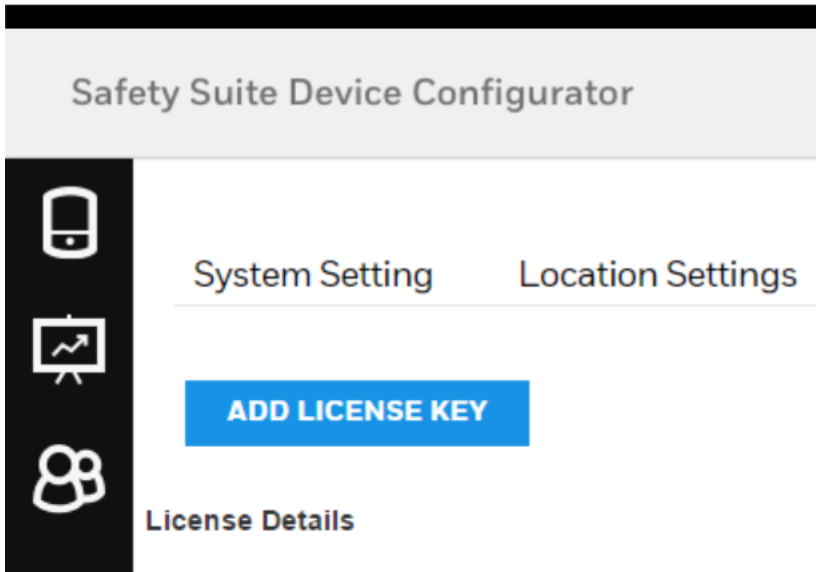 Safety Suite Device Configurator
System Setting Location Settings
ADD LICENSE KEY
License Details